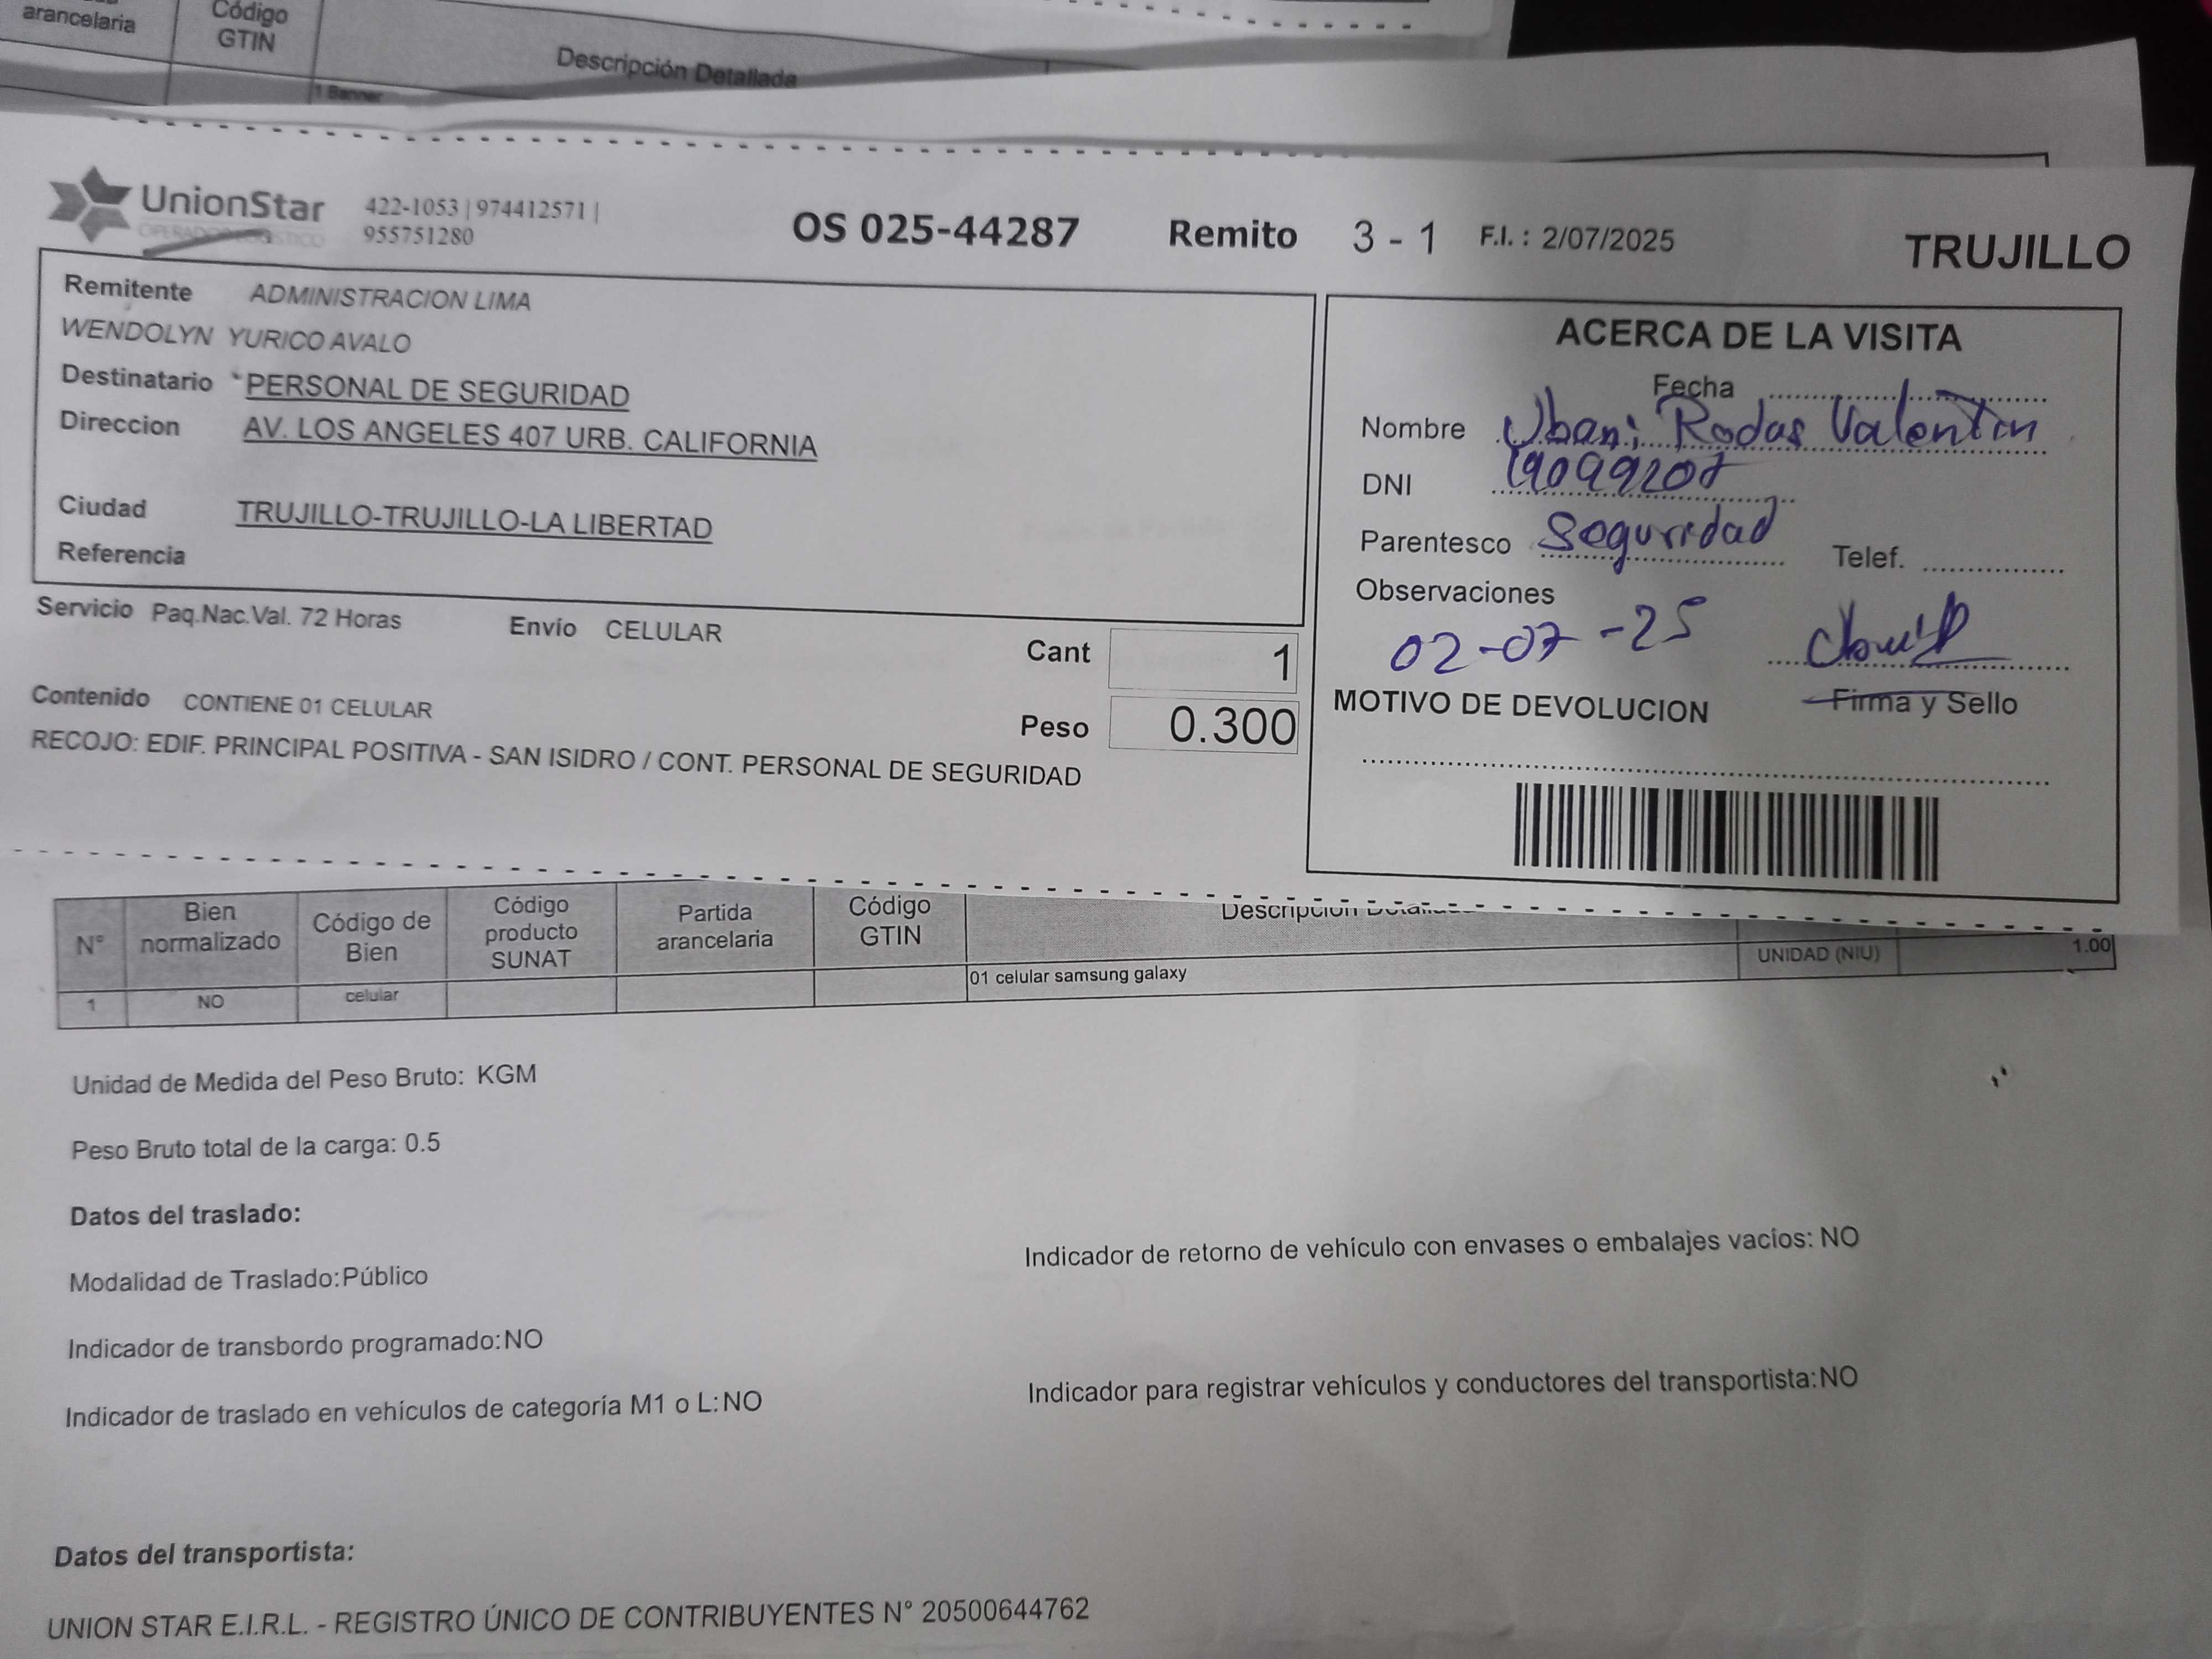 arancelaria
Código
GTIN
Descripción Detallada
1 Banner
UnionStar
OPERADOR LOGISTICO
422-1053 | 974412571 |
955751280
OS 025-44287 Remito 3 - 1 F.I. : 2/07/2025 TRUJILLO
Remitente ADMINISTRACION LIMA
WENDOLYN YURICO AVALO
Destinatario PERSONAL DE SEGURIDAD
Direccion AV. LOS ANGELES 407 URB. CALIFORNIA
Ciudad TRUJILLO-TRUJILLO-LA LIBERTAD
Referencia
Servicio Paq.Nac.Val. 72 Horas Envio CELULAR
Cant 1
Contenido CONTIENE 01 CELULAR
Peso 0.300
RECOJO: EDIF. PRINCIPAL POSITIVA - SAN ISIDRO / CONT. PERSONAL DE SEGURIDAD
ACERCA DE LA VISITA
Fecha
Nombre Ubani Rodas Valentin
DNI 19099207
Parentesco Seguridad Telef.
Observaciones
02-07-25
Firma y Sello
MOTIVO DE DEVOLUCION
N° Bien normalizado Código de Bien Código producto SUNAT Partida arancelaria Código GTIN Descripción
1 NO celular 01 celular samsung galaxy UNIDAD (NIU) 1.00
Unidad de Medida del Peso Bruto: KGM
Peso Bruto total de la carga: 0.5
Datos del traslado:
Indicador de retorno de vehículo con envases o embalajes vacíos: NO
Modalidad de Traslado:Público
Indicador de transbordo programado:NO
Indicador para registrar vehículos y conductores del transportista:NO
Indicador de traslado en vehículos de categoría M1 o L:NO
Datos del transportista:
UNION STAR E.I.R.L. - REGISTRO ÚNICO DE CONTRIBUYENTES N° 20500644762